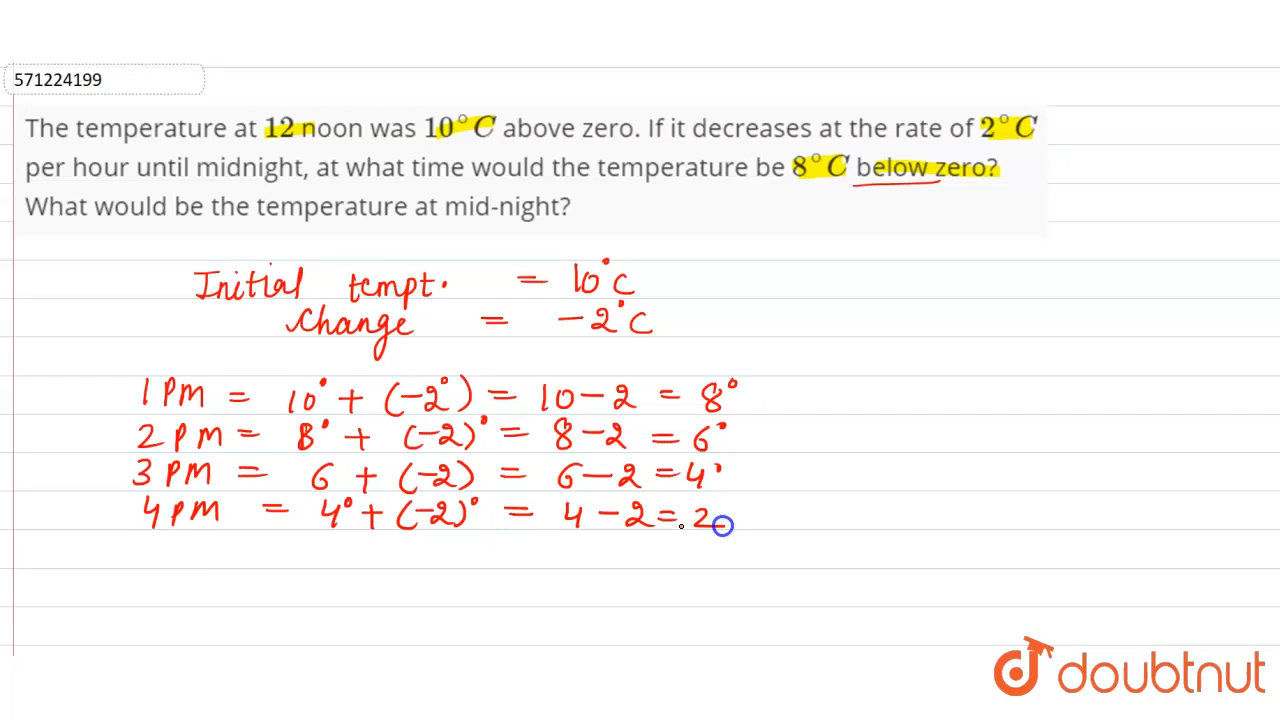 571224199
The temperature at 12 noon was 10°C above zero. If it decreases at the rate of 2°C
per hour until midnight, at what time would the temperature be 8°C below zero?
What would be the temperature at mid-night?
Initial tempt. = 10°C
Change = -2°C
1 PM = 10° + (-2°) = 10-2 = 8°
2 PM = 8° + (-2)° = 8-2 = 6°
3 PM = 6 + (-2) = 6-2 = 4°
4 PM = 4° + (-2)° = 4-2 = 2
doubtnut